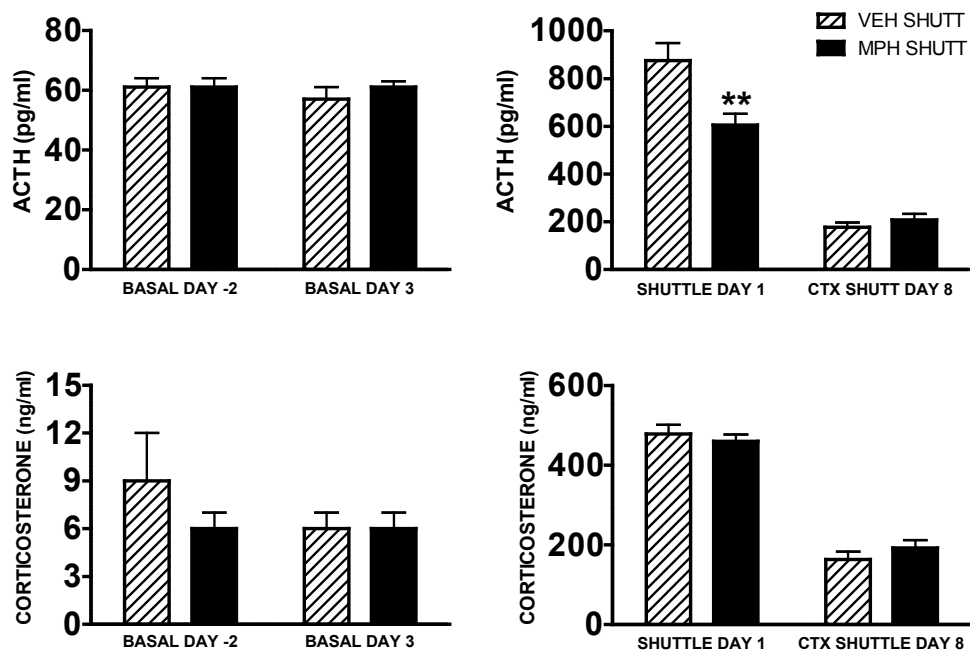 VEH SHUTT
MPH SHUTT
ACTH (pg/ml)
80
60
40
20
0
BASAL DAY -2 BASAL DAY 3
ACTH (pg/ml)
1000
800
600
400
200
0
**
SHUTTLE DAY 1 CTX SHUTT DAY 8
CORTICOSTERONE (ng/ml)
15
12
9
6
3
0
BASAL DAY -2 BASAL DAY 3
CORTICOSTERONE (ng/ml)
600
400
200
0
SHUTTLE DAY 1 CTX SHUTTLE DAY 8